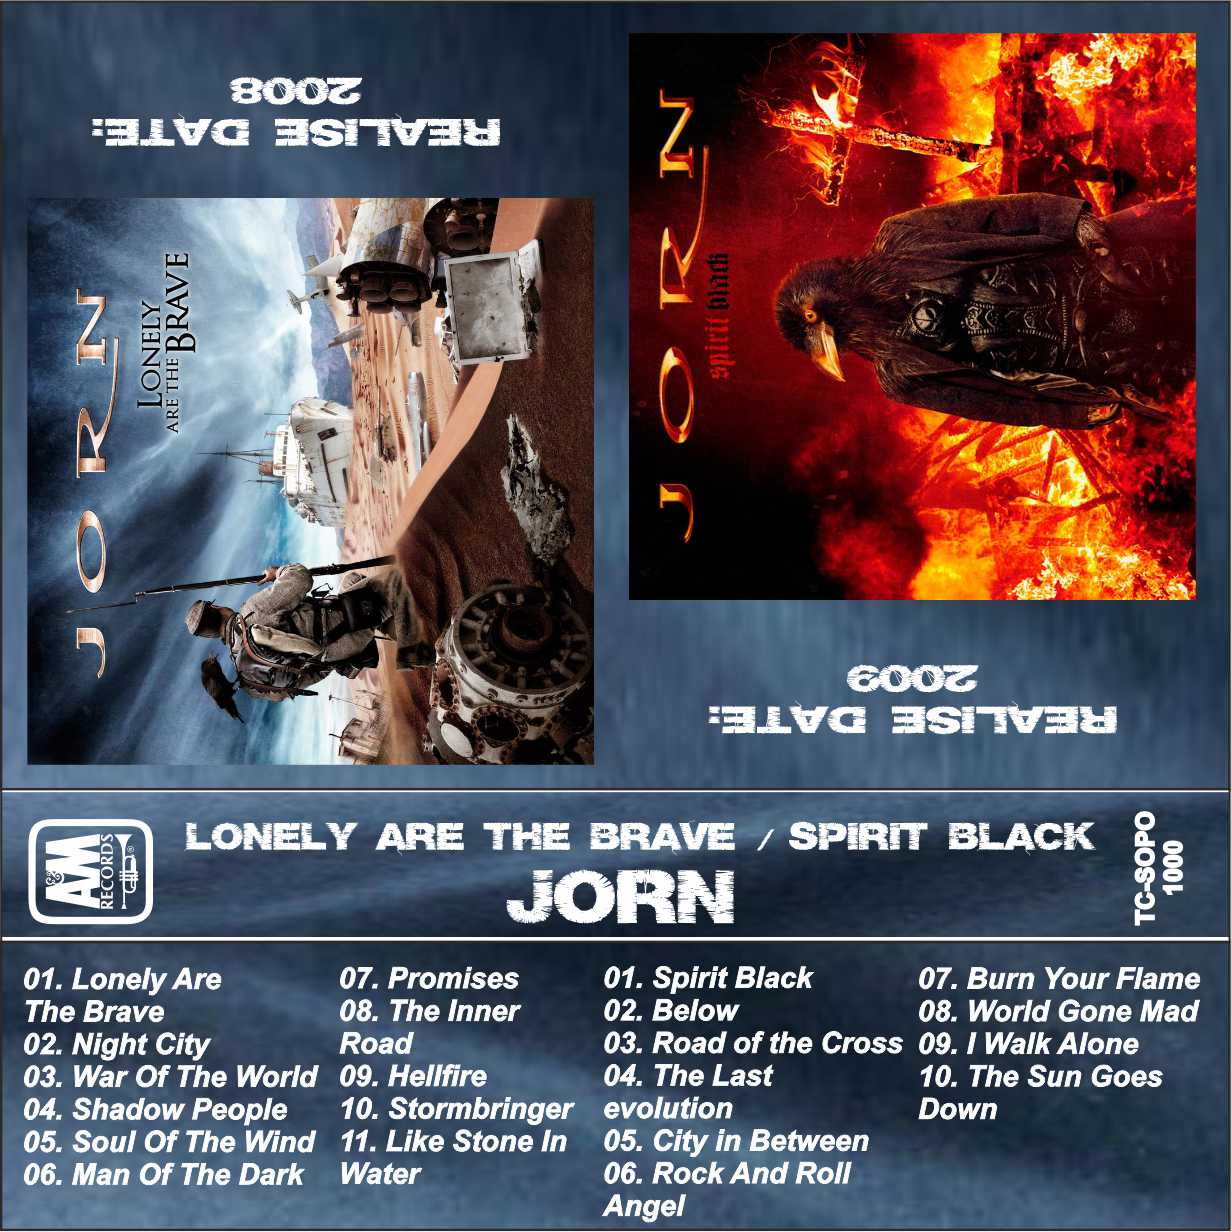 REALISE DATE:
2008
JORN
LONELY
ARE THE BRAVE
JORN
spirit black
REALISE DATE:
2009
A&M
RECORDS
®
LONELY ARE THE BRAVE / SPIRIT BLACK
JORN
TC-SOPO
1000
01. Lonely Are
The Brave
02. Night City
03. War Of The World
04. Shadow People
05. Soul Of The Wind
06. Man Of The Dark
07. Promises
08. The Inner
Road
09. Hellfire
10. Stormbringer
11. Like Stone In
Water
01. Spirit Black
02. Below
03. Road of the Cross
04. The Last
evolution
05. City in Between
06. Rock And Roll
Angel
07. Burn Your Flame
08. World Gone Mad
09. I Walk Alone
10. The Sun Goes
Down